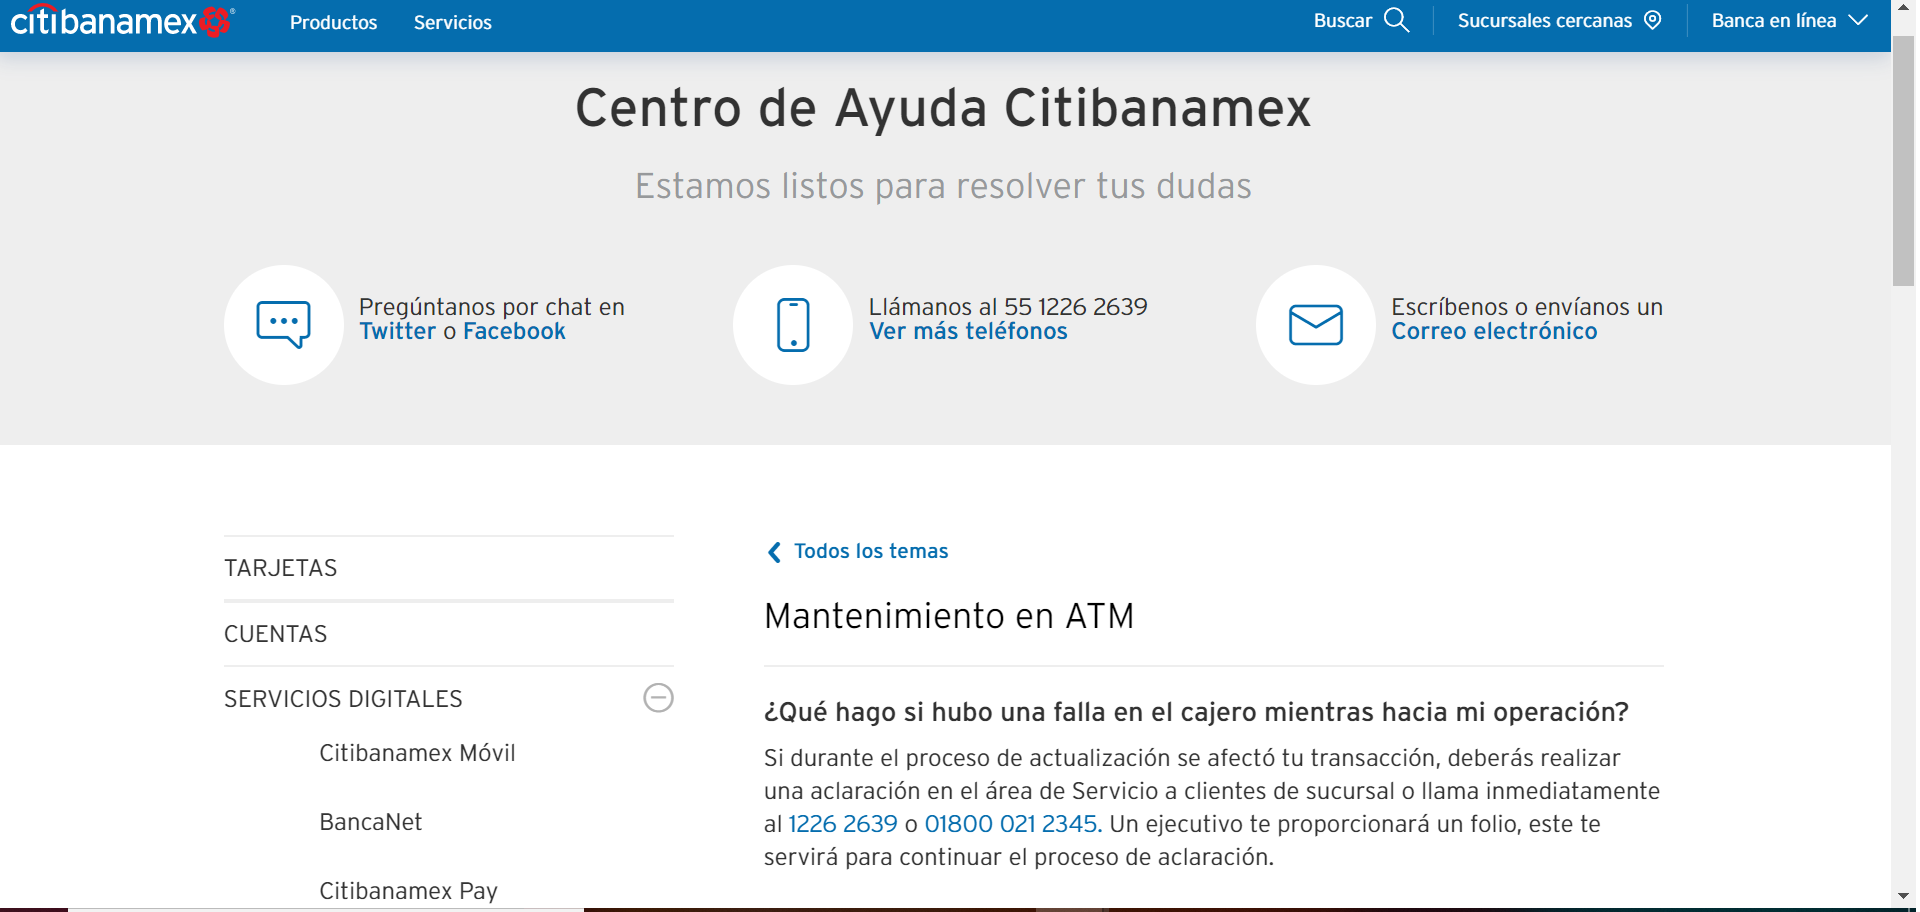 citibanamex
Productos
Servicios
Buscar
Sucursales cercanas
Banca en línea
Centro de Ayuda Citibanamex
Estamos listos para resolver tus dudas
Pregúntanos por chat en
Twitter o Facebook
Llámanos al 55 1226 2639
Ver más teléfonos
Escríbenos o envíanos un
Correo electrónico
TARJETAS
CUENTAS
SERVICIOS DIGITALES
Citibanamex Móvil
BancaNet
Citibanamex Pay
Todos los temas
Mantenimiento en ATM
¿Qué hago si hubo una falla en el cajero mientras hacia mi operación?
Si durante el proceso de actualización se afectó tu transacción, deberás realizar
una aclaración en el área de Servicio a clientes de sucursal o llama inmediatamente
al 1226 2639 o 01800 021 2345. Un ejecutivo te proporcionará un folio, este te
servirá para continuar el proceso de aclaración.